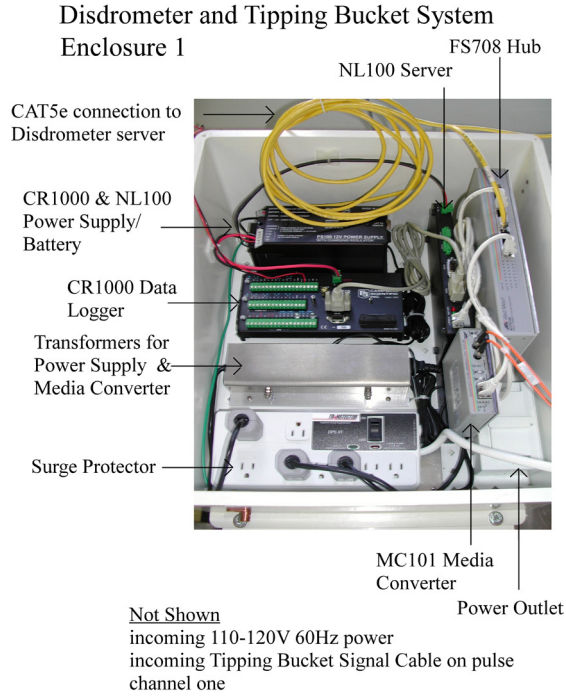 Disdrometer and Tipping Bucket System
Enclosure 1
FS708 Hub
NL100 Server
CAT5e connection to
Disdrometer server
CR1000 & NL100
Power Supply/
Battery
CR1000 Data
Logger
Transformers for
Power Supply &
Media Converter
Surge Protector
MC101 Media
Converter
Power Outlet
PS100 12V POWER SUPPLY
Not Shown
incoming 110-120V 60Hz power
incoming Tipping Bucket Signal Cable on pulse
channel one